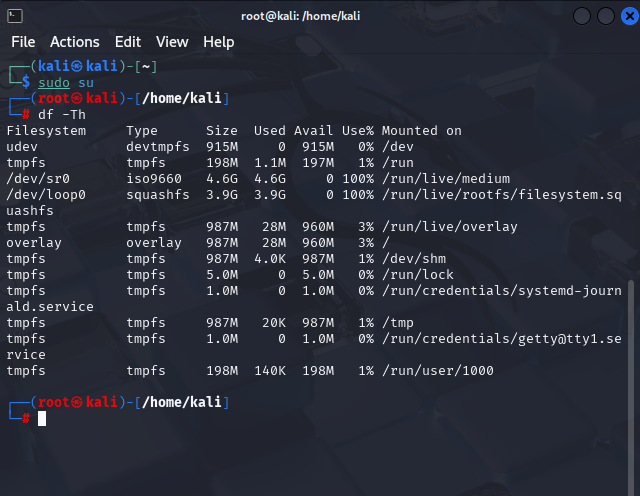 root@kali: /home/kali
File Actions Edit View Help
┌──(kali㉿kali)-[~]
└─$ sudo su
┌──(root㉿kali)-[/home/kali]
└─# df -Th
Filesystem     Type      Size  Used Avail Use% Mounted on
udev           devtmpfs  915M     0  915M   0% /dev
tmpfs          tmpfs     198M  1.1M  197M   1% /run
/dev/sr0       iso9660   4.6G  4.6G     0 100% /run/live/medium
/dev/loop0     squashfs  3.9G  3.9G     0 100% /run/live/rootfs/filesystem.sq
uashfs
tmpfs          tmpfs     987M   28M  960M   3% /run/live/overlay
overlay        overlay   987M   28M  960M   3% /
tmpfs          tmpfs     987M  4.0K  987M   1% /dev/shm
tmpfs          tmpfs     5.0M     0  5.0M   0% /run/lock
tmpfs          tmpfs     1.0M     0  1.0M   0% /run/credentials/systemd-journ
ald.service
tmpfs          tmpfs     987M   20K  987M   1% /tmp
tmpfs          tmpfs     1.0M     0  1.0M   0% /run/credentials/getty@tty1.se
rvice
tmpfs          tmpfs     198M  140K  198M   1% /run/user/1000
┌──(root㉿kali)-[/home/kali]
└─#